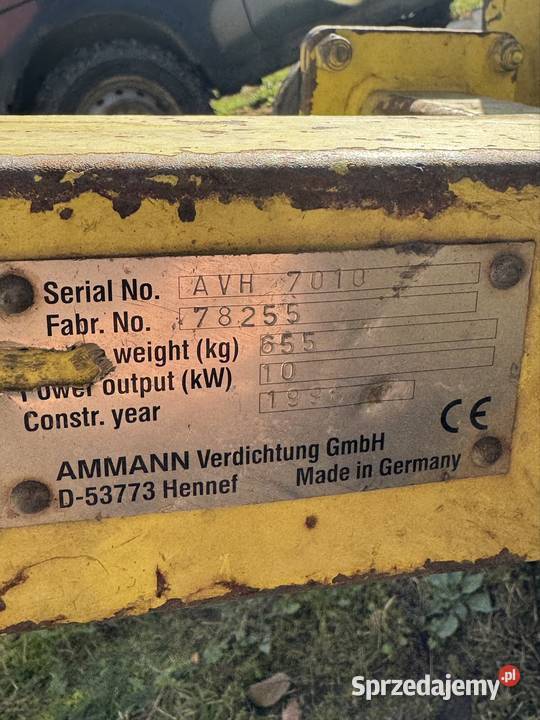 Serial No. AVH 7010
Fabr. No. 78255
weight (kg) 655
Power output (kW) 10
Constr. year
AMMANN Verdichtung GmbH
D-53773 Hennef Made in Germany
CE
Sprzedajemy.pl